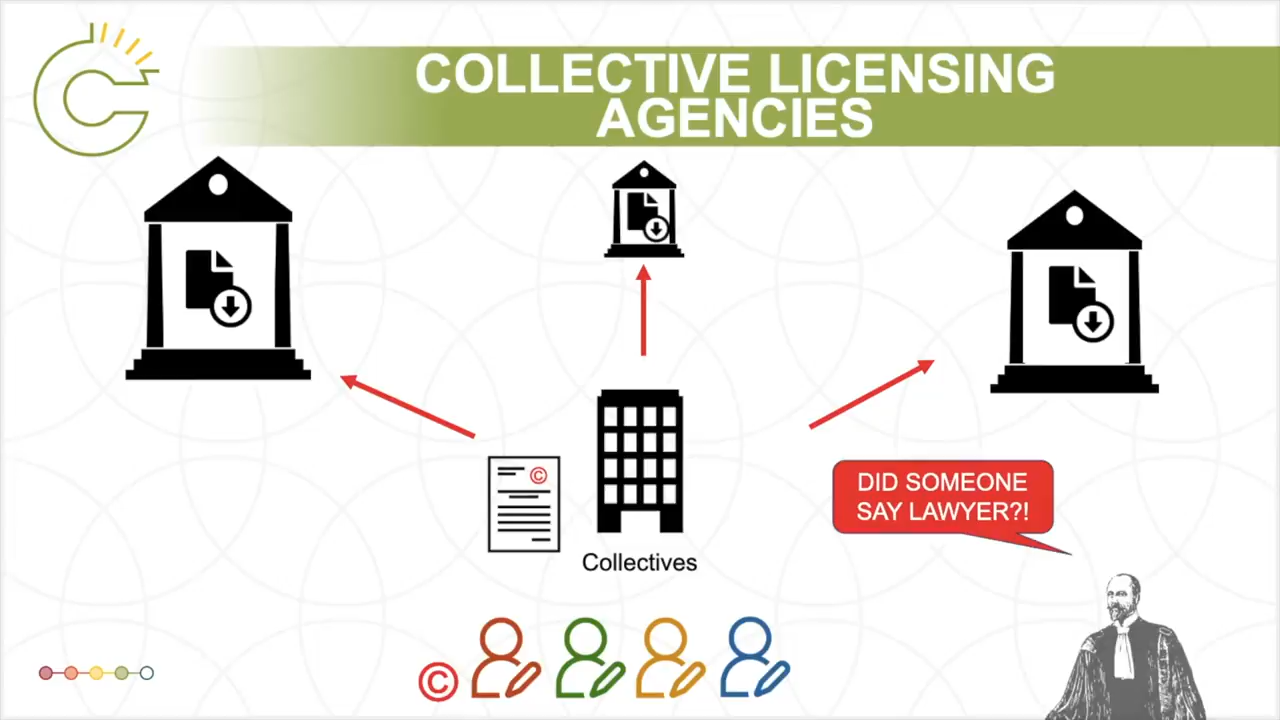 COLLECTIVE LICENSING
AGENCIES
©
Collectives
DID SOMEONE
SAY LAWYER?!
©